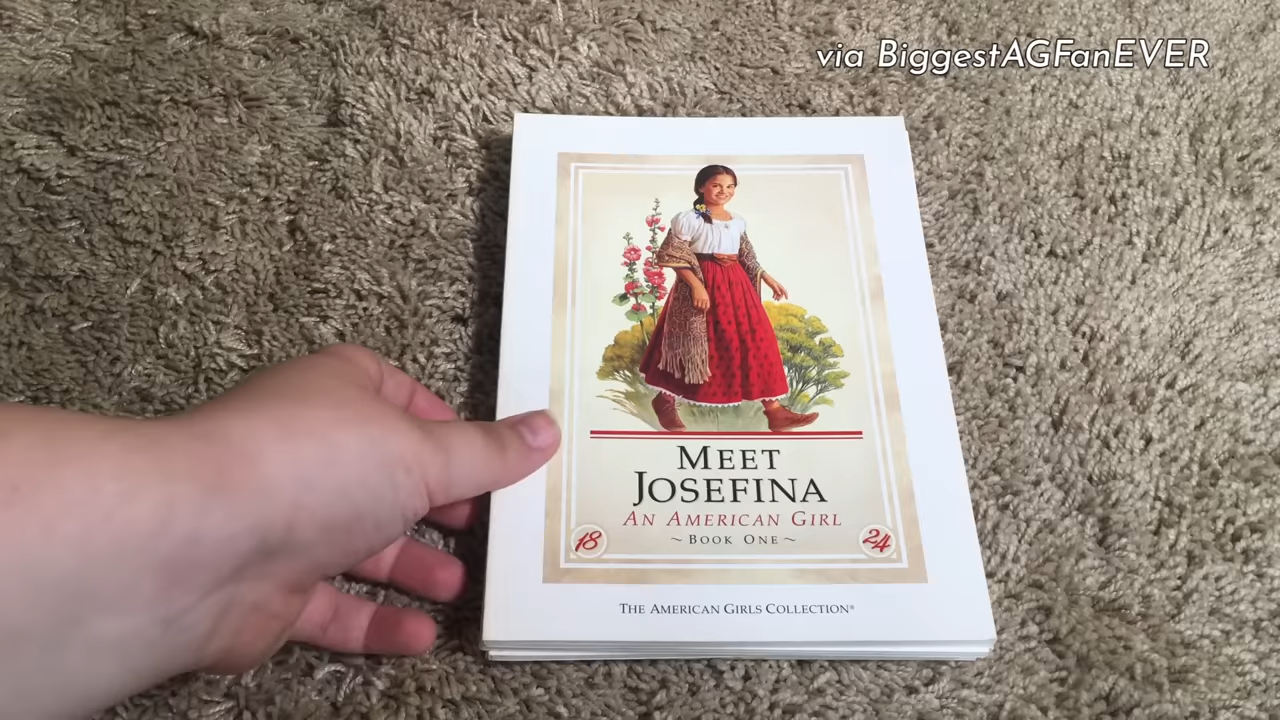 via BiggestAGFanEVER
MEET
JOSEFINA
AN AMERICAN GIRL
~ BOOK ONE ~
18
24
THE AMERICAN GIRLS COLLECTION®